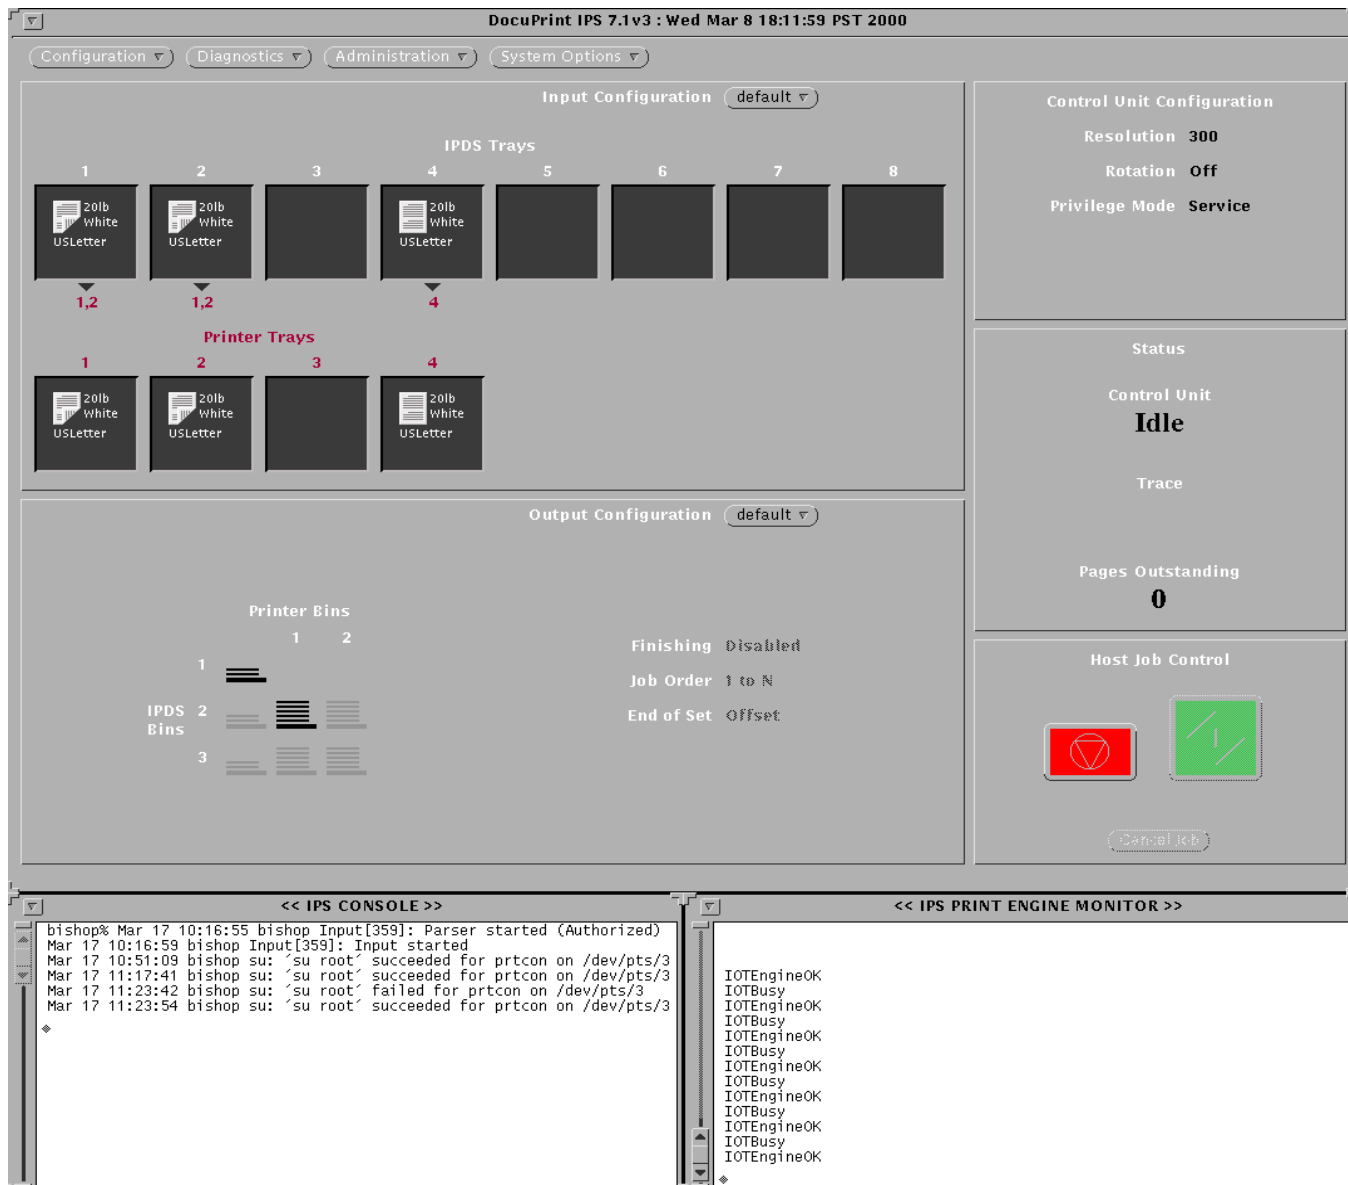 DocuPrint IPS 7.1v3 : Wed Mar 8 18:11:59 PST 2000
Configuration Diagnostics Administration System Options
Input Configuration default
IPDS Trays
1 2 3 4 5 6 7 8
20lb 20lb 20lb
White White White
USLetter USLetter USLetter
1,2 1,2 4
Printer Trays
1 2 3 4
20lb 20lb 20lb
White White White
USLetter USLetter USLetter
Control Unit Configuration
Resolution 300
Rotation Off
Privilege Mode Service
Status
Control Unit
Idle
Trace
Pages Outstanding
0
Output Configuration default
Printer Bins
1 2
1
IPDS 2
Bins
3
Finishing Disabled
Job Order 1 to N
End of Set Offset
Host Job Control
Cancel Job
<< IPS CONSOLE >>
bishop% Mar 17 10:16:55 bishop Input[359]: Parser started (Authorized)
Mar 17 10:16:59 bishop Input[359]: Input started
Mar 17 10:51:09 bishop su: ´su root´ succeeded for prtcon on /dev/pts/3
Mar 17 11:17:41 bishop su: ´su root´ succeeded for prtcon on /dev/pts/3
Mar 17 11:23:42 bishop su: ´su root´ failed for prtcon on /dev/pts/3
Mar 17 11:23:54 bishop su: ´su root´ succeeded for prtcon on /dev/pts/3
<< IPS PRINT ENGINE MONITOR >>
IOTEngineOK
IOTBusy
IOTEngineOK
IOTBusy
IOTEngineOK
IOTBusy
IOTEngineOK
IOTBusy
IOTEngineOK
IOTBusy
IOTEngineOK
IOTBusy
IOTEngineOK